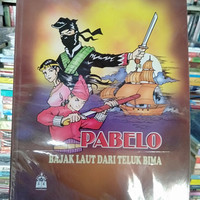 PABELO
BAJAK LAUT DARI TELUK BIMA